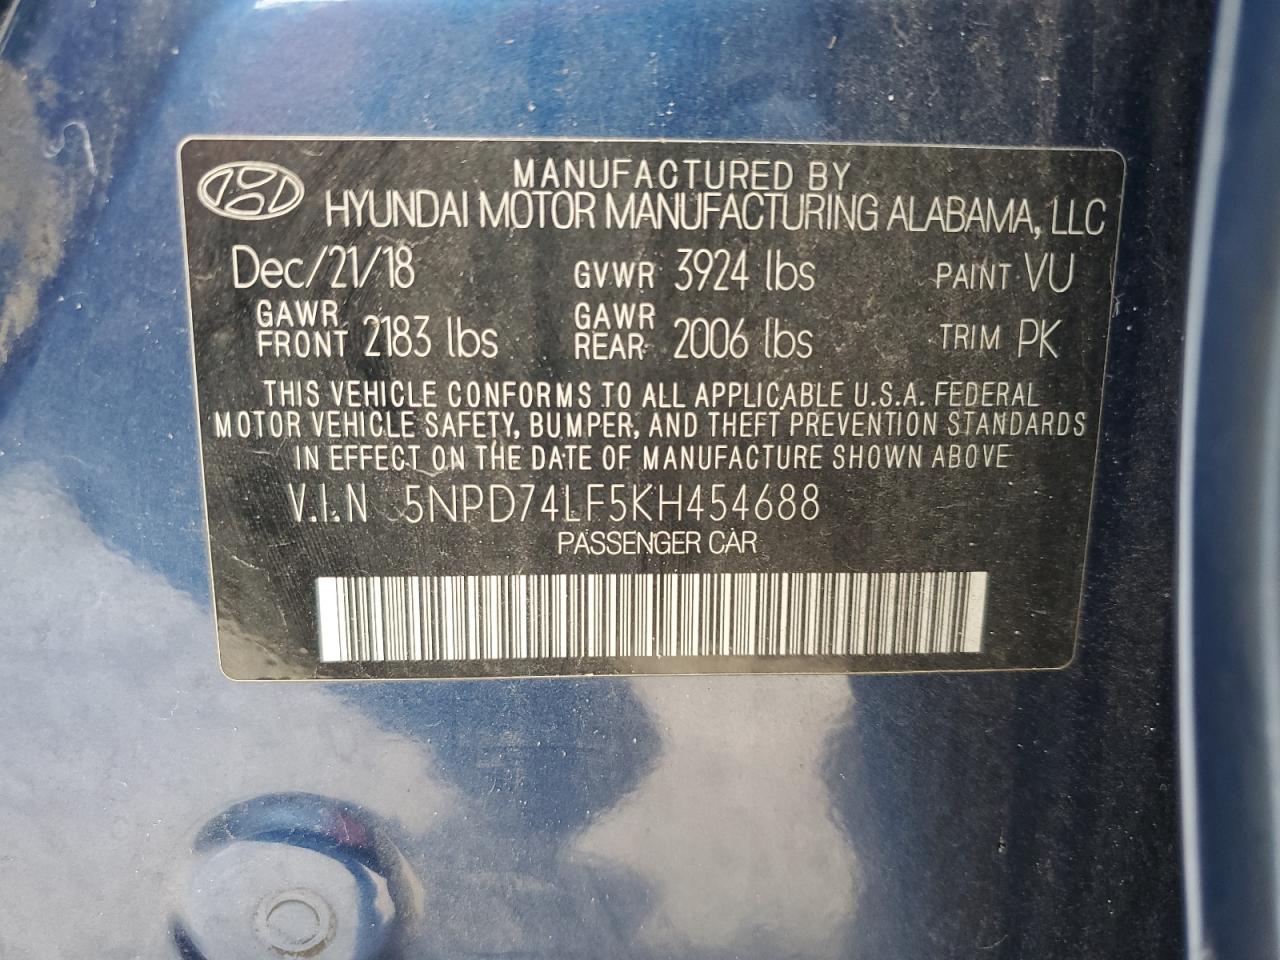 MANUFACTURED BY
HYUNDAI MOTOR MANUFACTURING ALABAMA, LLC
Dec/21/18 GVWR 3924 lbs PAINT VU
GAWR FRONT 2183 lbs GAWR REAR 2006 lbs TRIM PK
THIS VEHICLE CONFORMS TO ALL APPLICABLE U.S.A. FEDERAL
MOTOR VEHICLE SAFETY, BUMPER, AND THEFT PREVENTION STANDARDS
IN EFFECT ON THE DATE OF MANUFACTURE SHOWN ABOVE
V.I.N 5NPD74LF5KH454688
PASSENGER CAR